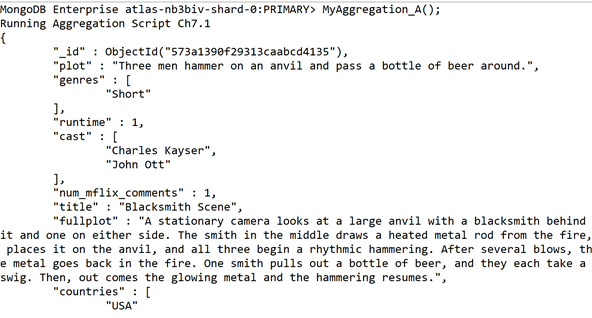 MongoDB Enterprise atlas-nb3biv-shard-0:PRIMARY> MyAggregation_A();
Running Aggregation Script Ch7.1
{
        "_id" : ObjectId("573a1390f29313caabcd4135"),
        "plot" : "Three men hammer on an anvil and pass a bottle of beer around.",
        "genres" : [
                "Short"
        ],
        "runtime" : 1,
        "cast" : [
                "Charles Kayser",
                "John Ott"
        ],
        "num_mflix_comments" : 1,
        "title" : "Blacksmith Scene",
        "fullplot" : "A stationary camera looks at a large anvil with a blacksmith behind
it and one on either side. The smith in the middle draws a heated metal rod from the fire,
 places it on the anvil, and all three begin a rhythmic hammering. After several blows, th
e metal goes back in the fire. One smith pulls out a bottle of beer, and they each take a
swig. Then, out comes the glowing metal and the hammering resumes.",
        "countries" : [
                "USA"